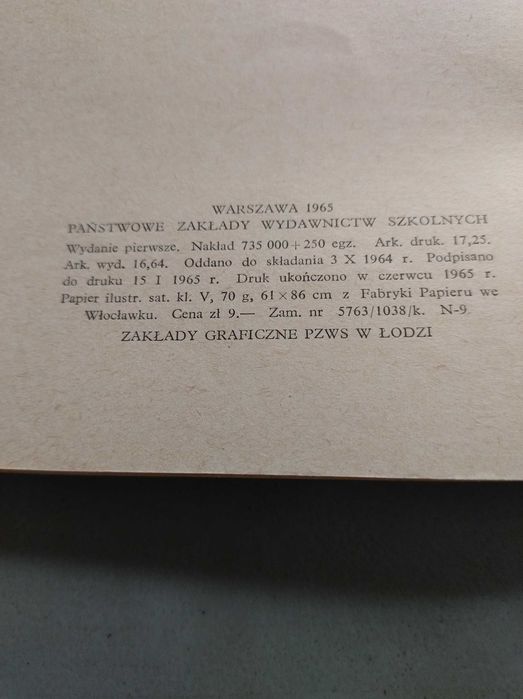 WARSZAWA 1965
PAŃSTWOWE ZAKŁADY WYDAWNICTW SZKOLNYCH
Wydanie pierwsze. Nakład 735 000 + 250 egz. Ark. druk. 17,25.
Ark. wyd. 16,64. Oddano do składania 3 X 1964 r. Podpisano
do druku 15 I 1965 r. Druk ukończono w czerwcu 1965 r.
Papier ilustr. sat. kl. V, 70 g, 61 × 86 cm z Fabryki Papieru we
Włocławku. Cena zł 9.— Zam. nr 5763/1038/k. N-9
ZAKŁADY GRAFICZNE PZWS W ŁODZI